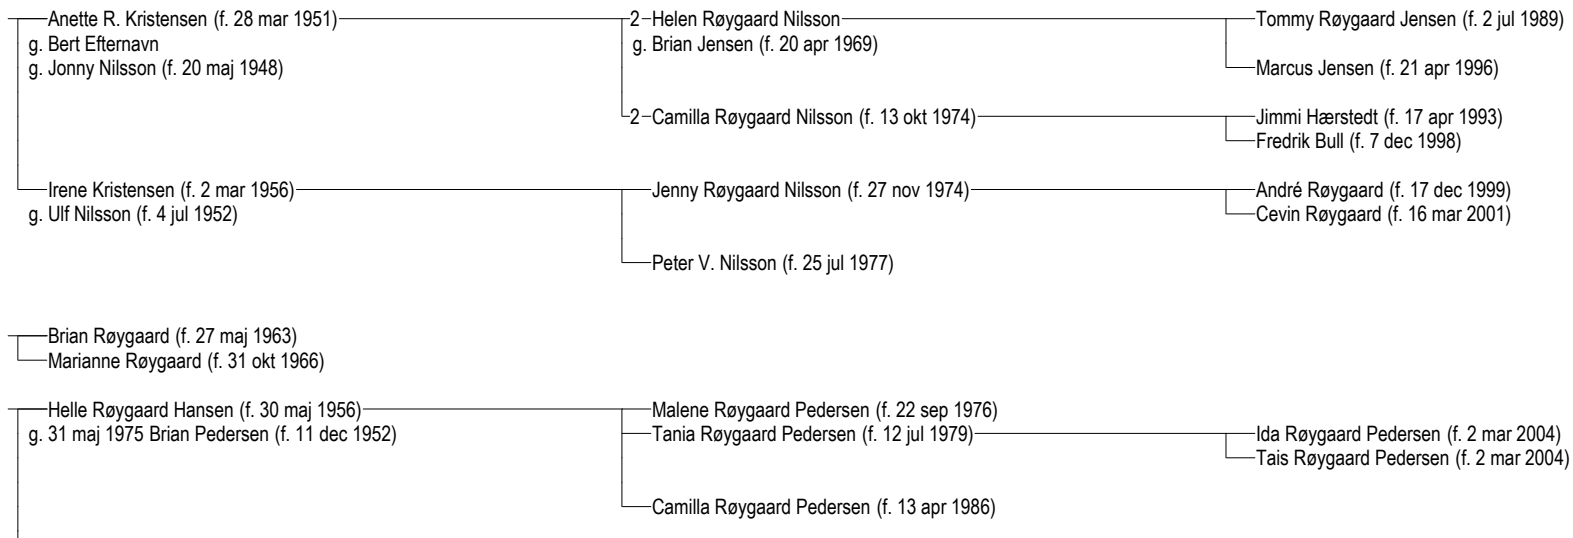 Anette R. Kristensen (f. 28 mar 1951) 2 Helen Røygaard Nilsson Tommy Røygaard Jensen (f. 2 jul 1989)
g. Bert Efternavn g. Brian Jensen (f. 20 apr 1969)
g. Jonny Nilsson (f. 20 maj 1948) Marcus Jensen (f. 21 apr 1996)
2 Camilla Røygaard Nilsson (f. 13 okt 1974) Jimmi Hærstedt (f. 17 apr 1993)
Fredrik Bull (f. 7 dec 1998)
Irene Kristensen (f. 2 mar 1956) Jenny Røygaard Nilsson (f. 27 nov 1974) André Røygaard (f. 17 dec 1999)
g. Ulf Nilsson (f. 4 jul 1952) Cevin Røygaard (f. 16 mar 2001)
Peter V. Nilsson (f. 25 jul 1977)
Brian Røygaard (f. 27 maj 1963)
Marianne Røygaard (f. 31 okt 1966)
Helle Røygaard Hansen (f. 30 maj 1956) Malene Røygaard Pedersen (f. 22 sep 1976)
g. 31 maj 1975 Brian Pedersen (f. 11 dec 1952) Tania Røygaard Pedersen (f. 12 jul 1979) Ida Røygaard Pedersen (f. 2 mar 2004)
Tais Røygaard Pedersen (f. 2 mar 2004)
Camilla Røygaard Pedersen (f. 13 apr 1986)